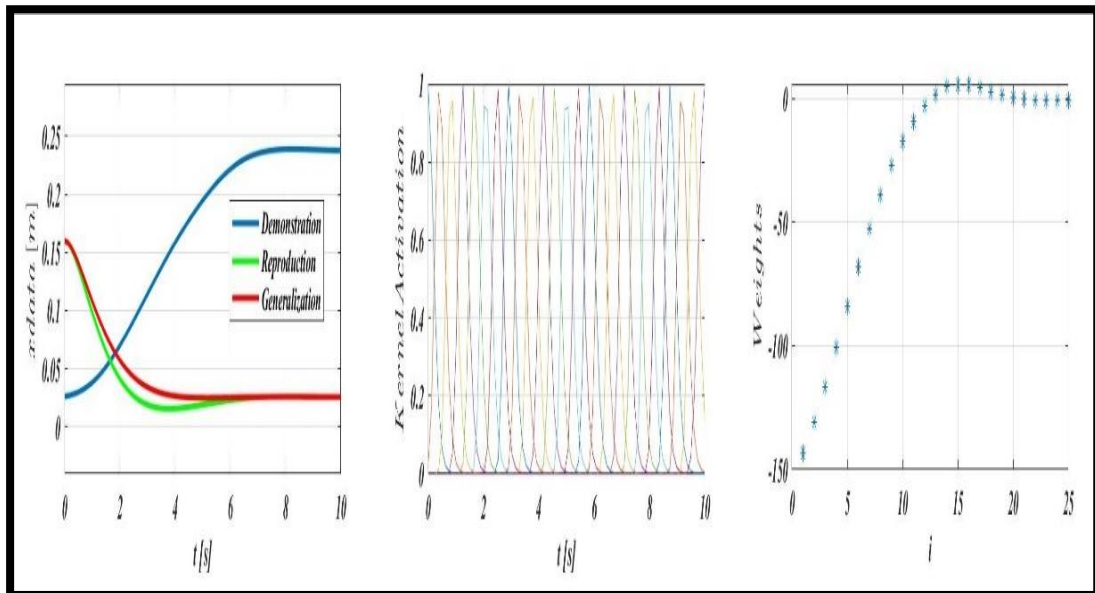 xdata [m]
0.25
0.2
0.15
0.1
0.05
0
0 2 4 6 8 10
t [s]
Demonstration
Reproduction
Generalization
Kernel Activation
1
0.8
0.6
0.4
0.2
0
0 2 4 6 8 10
t [s]
Weights
0
-50
-100
-150
0 5 10 15 20 25
i